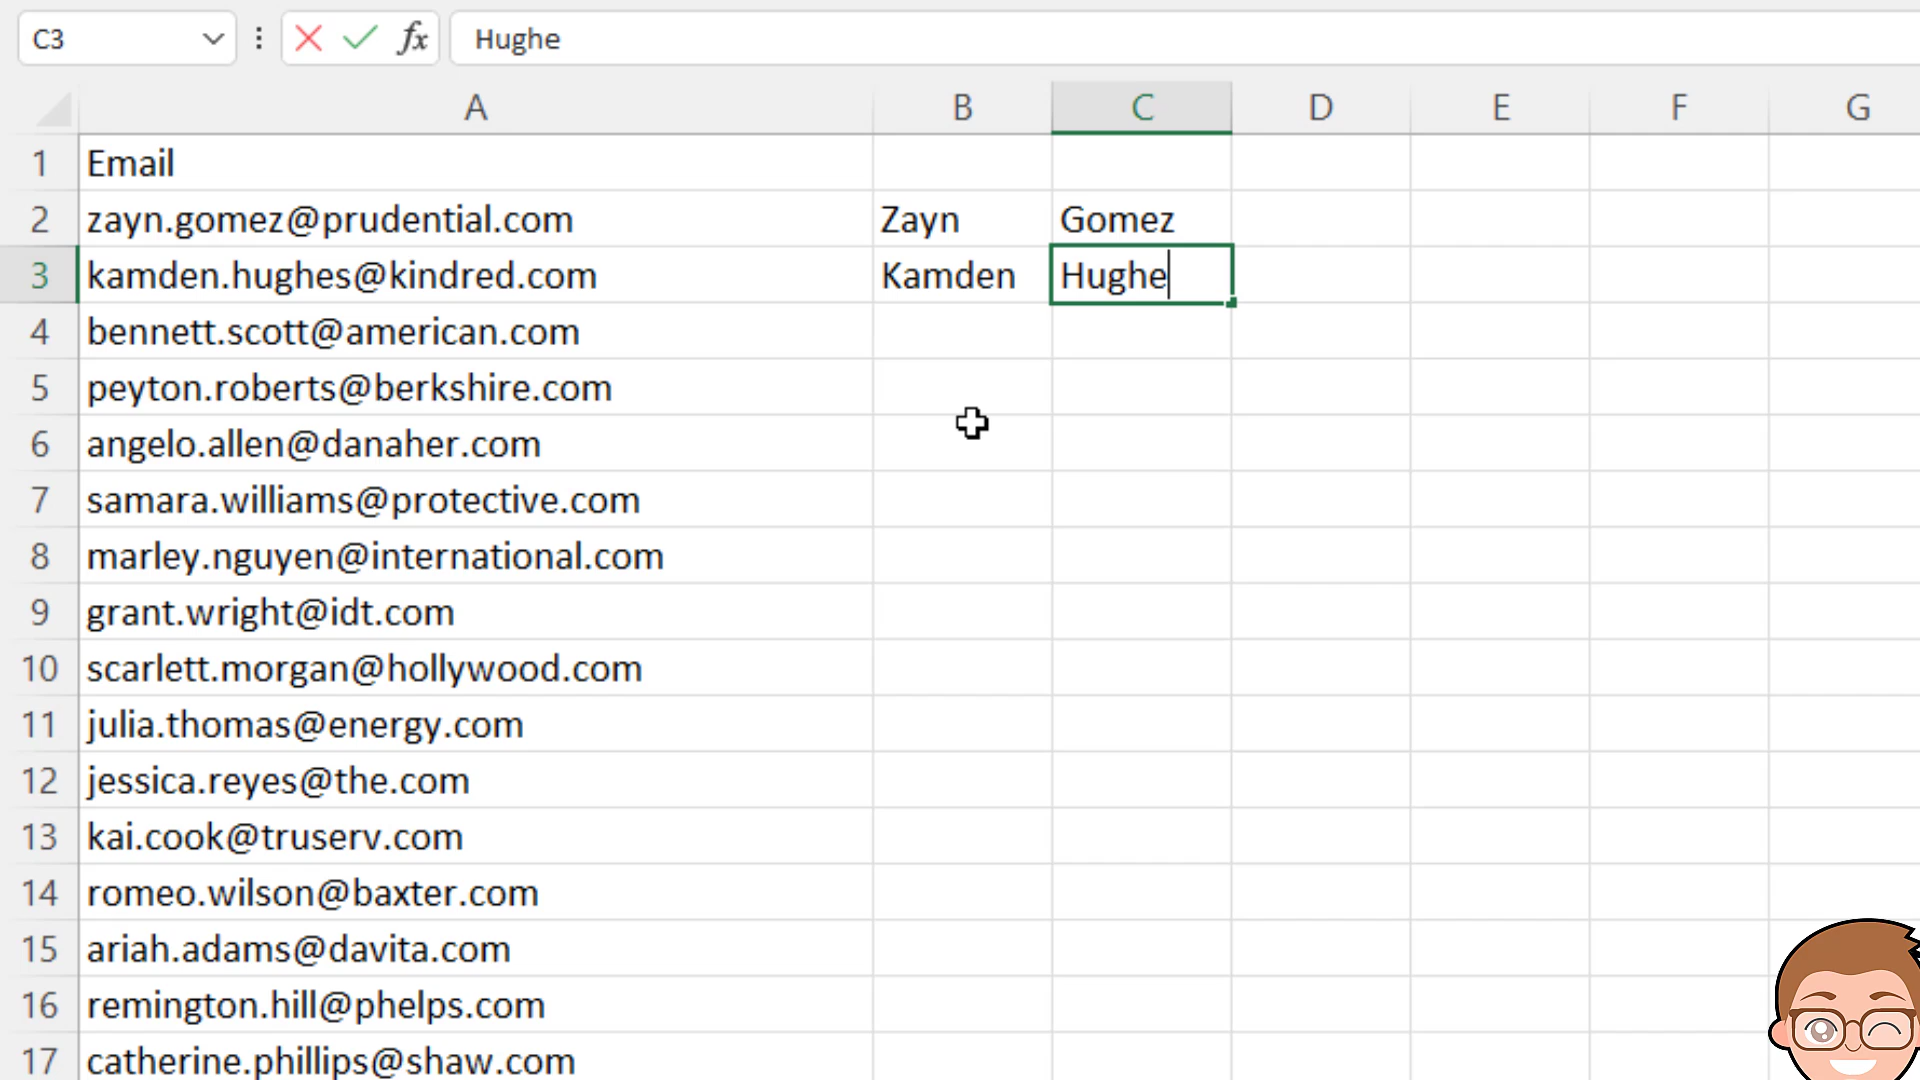 C3 fx Hughe
A B C D E F G
1 Email
2 zayn.gomez@prudential.com Zayn Gomez
3 kamden.hughes@kindred.com Kamden Hughe
4 bennett.scott@american.com
5 peyton.roberts@berkshire.com
6 angelo.allen@danaher.com
7 samara.williams@protective.com
8 marley.nguyen@international.com
9 grant.wright@idt.com
10 scarlett.morgan@hollywood.com
11 julia.thomas@energy.com
12 jessica.reyes@the.com
13 kai.cook@truserv.com
14 romeo.wilson@baxter.com
15 ariah.adams@davita.com
16 remington.hill@phelps.com
17 catherine.phillips@shaw.com